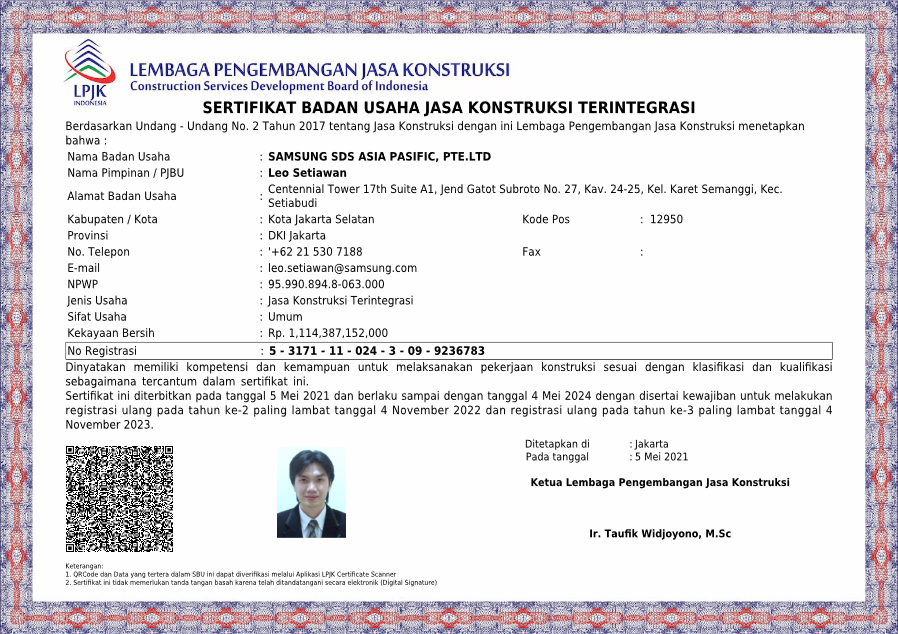 LPJK
INDONESIA
LEMBAGA PENGEMBANGAN JASA KONSTRUKSI
Construction Services Development Board of Indonesia
SERTIFIKAT BADAN USAHA JASA KONSTRUKSI TERINTEGRASI
Berdasarkan Undang - Undang No. 2 Tahun 2017 tentang Jasa Konstruksi dengan ini Lembaga Pengembangan Jasa Konstruksi menetapkan
bahwa :
Nama Badan Usaha : SAMSUNG SDS ASIA PASIFIC, PTE.LTD
Nama Pimpinan / PJBU : Leo Setiawan
Alamat Badan Usaha : Centennial Tower 17th Suite A1, Jend Gatot Subroto No. 27, Kav. 24-25, Kel. Karet Semanggi, Kec.
Setiabudi
Kabupaten / Kota : Kota Jakarta Selatan Kode Pos : 12950
Provinsi : DKI Jakarta
No. Telepon : '+62 21 530 7188 Fax :
E-mail : leo.setiawan@samsung.com
NPWP : 95.990.894.8-063.000
Jenis Usaha : Jasa Konstruksi Terintegrasi
Sifat Usaha : Umum
Kekayaan Bersih : Rp. 1,114,387,152,000
No Registrasi : 5 - 3171 - 11 - 024 - 3 - 09 - 9236783
Dinyatakan memiliki kompetensi dan kemampuan untuk melaksanakan pekerjaan konstruksi sesuai dengan klasifikasi dan kualifikasi
sebagaimana tercantum dalam sertifikat ini.
Sertifikat ini diterbitkan pada tanggal 5 Mei 2021 dan berlaku sampai dengan tanggal 4 Mei 2024 dengan disertai kewajiban untuk melakukan
registrasi ulang pada tahun ke-2 paling lambat tanggal 4 November 2022 dan registrasi ulang pada tahun ke-3 paling lambat tanggal 4
November 2023.
Ditetapkan di : Jakarta
Pada tanggal : 5 Mei 2021
Ketua Lembaga Pengembangan Jasa Konstruksi
Ir. Taufik Widjoyono, M.Sc
Keterangan:
1. QRCode dan Data yang tertera dalam SBU ini dapat diverifikasi melalui Aplikasi LPJK Certificate Scanner
2. Sertifikat ini tidak memerlukan tanda tangan basah karena telah ditandatangani secara elektronik (Digital Signature)